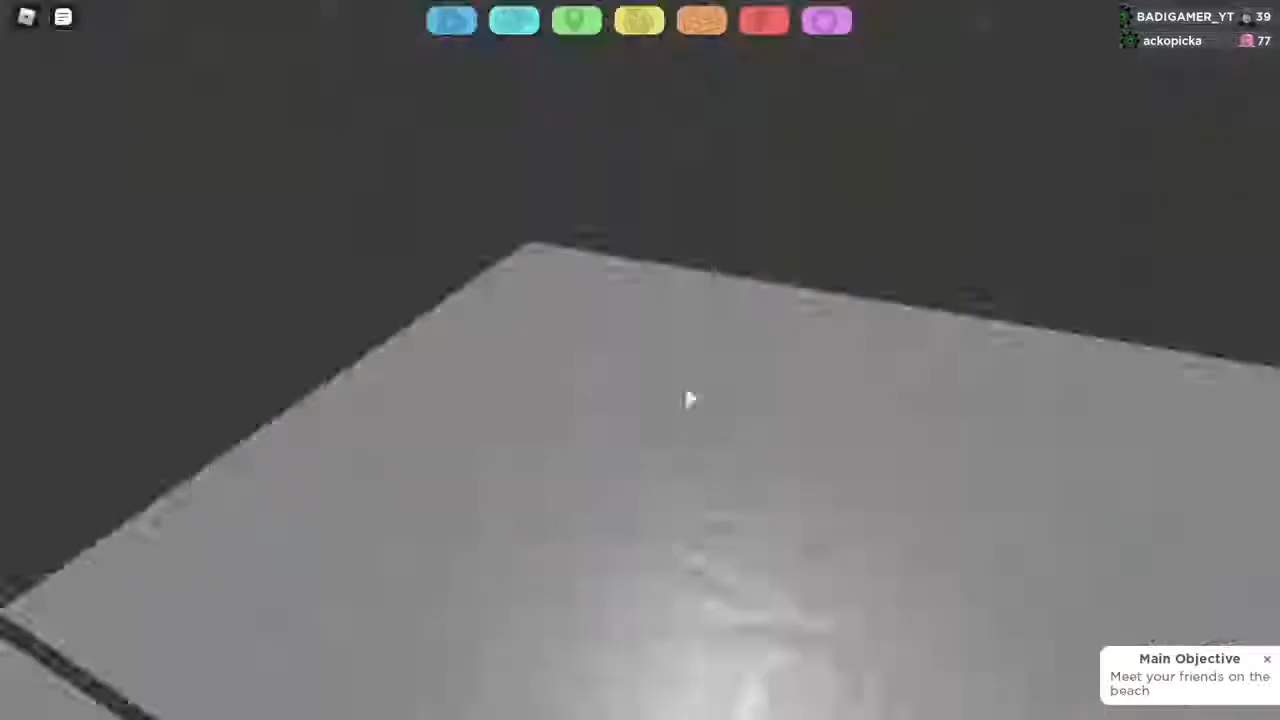 BADIGAMER_YT 39
ackopicka 77
Main Objective ×
Meet your friends on the
beach